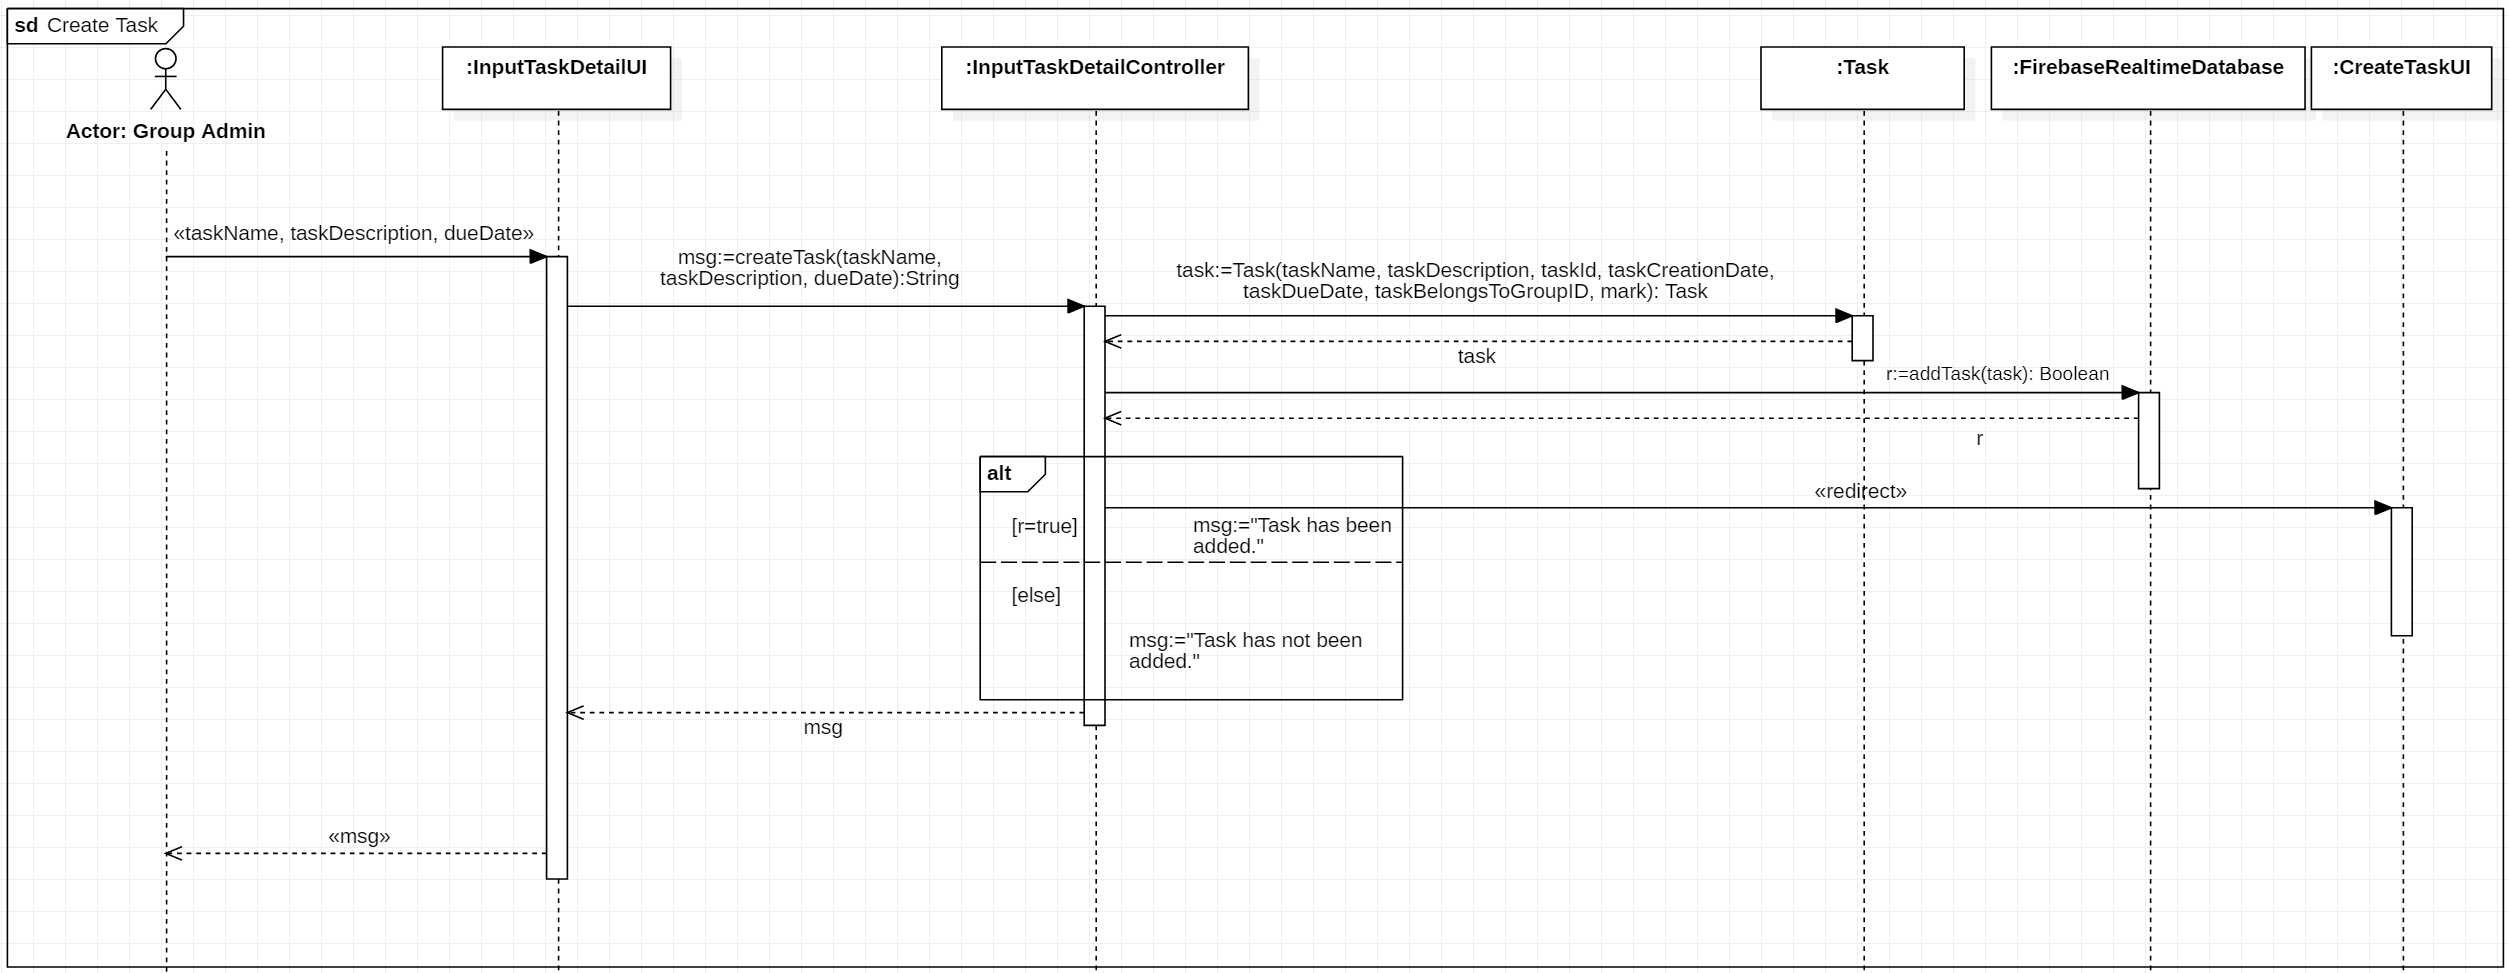 sd Create Task
:InputTaskDetailUI
:InputTaskDetailController
:Task
:FirebaseRealtimeDatabase
:CreateTaskUI
Actor: Group Admin
«taskName, taskDescription, dueDate»
msg:=createTask(taskName,
taskDescription, dueDate):String
task:=Task(taskName, taskDescription, taskId, taskCreationDate,
taskDueDate, taskBelongsToGroupID, mark): Task
task
r:=addTask(task): Boolean
r
alt
«redirect»
[r=true]
msg:="Task has been
added."
[else]
msg:="Task has not been
added."
msg
«msg»